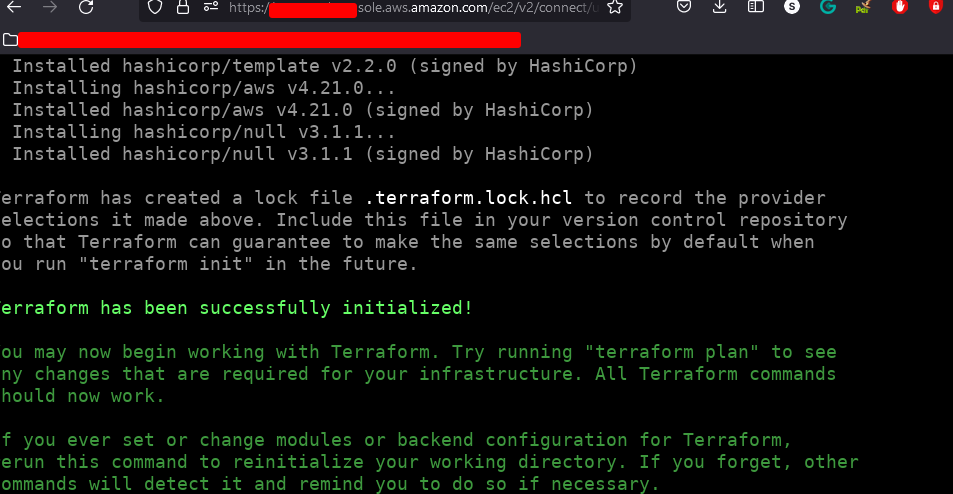 https:// sole.aws.amazon.com/ec2/v2/connect/u
Installed hashicorp/template v2.2.0 (signed by HashiCorp)
Installing hashicorp/aws v4.21.0...
Installed hashicorp/aws v4.21.0 (signed by HashiCorp)
Installing hashicorp/null v3.1.1...
Installed hashicorp/null v3.1.1 (signed by HashiCorp)
erraform has created a lock file .terraform.lock.hcl to record the provider
elections it made above. Include this file in your version control repository
o that Terraform can guarantee to make the same selections by default when
ou run "terraform init" in the future.
erraform has been successfully initialized!
ou may now begin working with Terraform. Try running "terraform plan" to see
ny changes that are required for your infrastructure. All Terraform commands
hould now work.
f you ever set or change modules or backend configuration for Terraform,
erun this command to reinitialize your working directory. If you forget, other
ommands will detect it and remind you to do so if necessary.